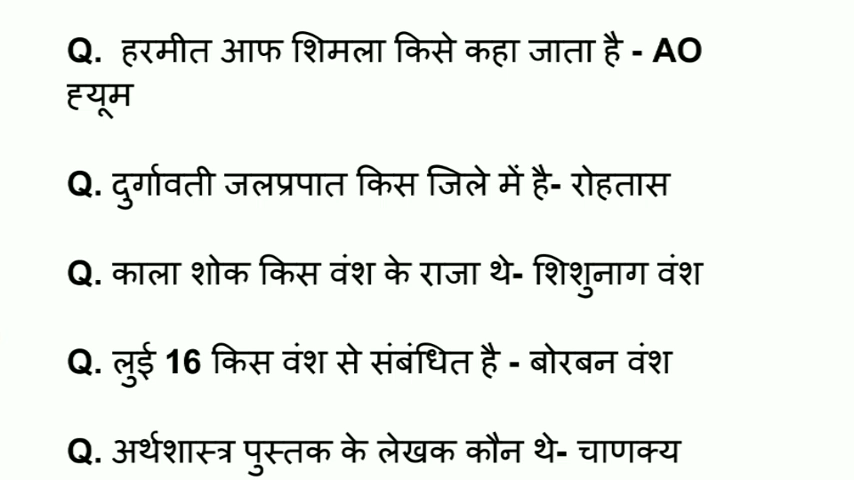 Q. हरमीत आफ शिमला किसे कहा जाता है - AO
ह्यूम
Q. दुर्गावती जलप्रपात किस जिले में है- रोहतास
Q. काला शोक किस वंश के राजा थे- शिशुनाग वंश
Q. लुई 16 किस वंश से संबंधित है - बोरबन वंश
Q. अर्थशास्त्र पुस्तक के लेखक कौन थे- चाणक्य